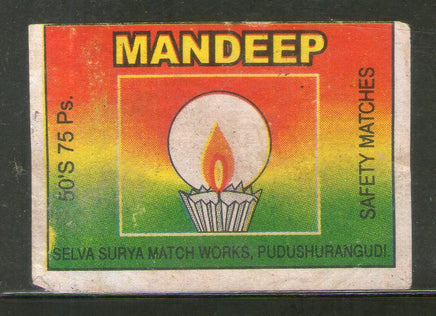 MANDEEP
50'S 75 Ps.
SAFETY MATCHES
SELVA SURYA MATCH WORKS, PUDUSHURANGUDI.